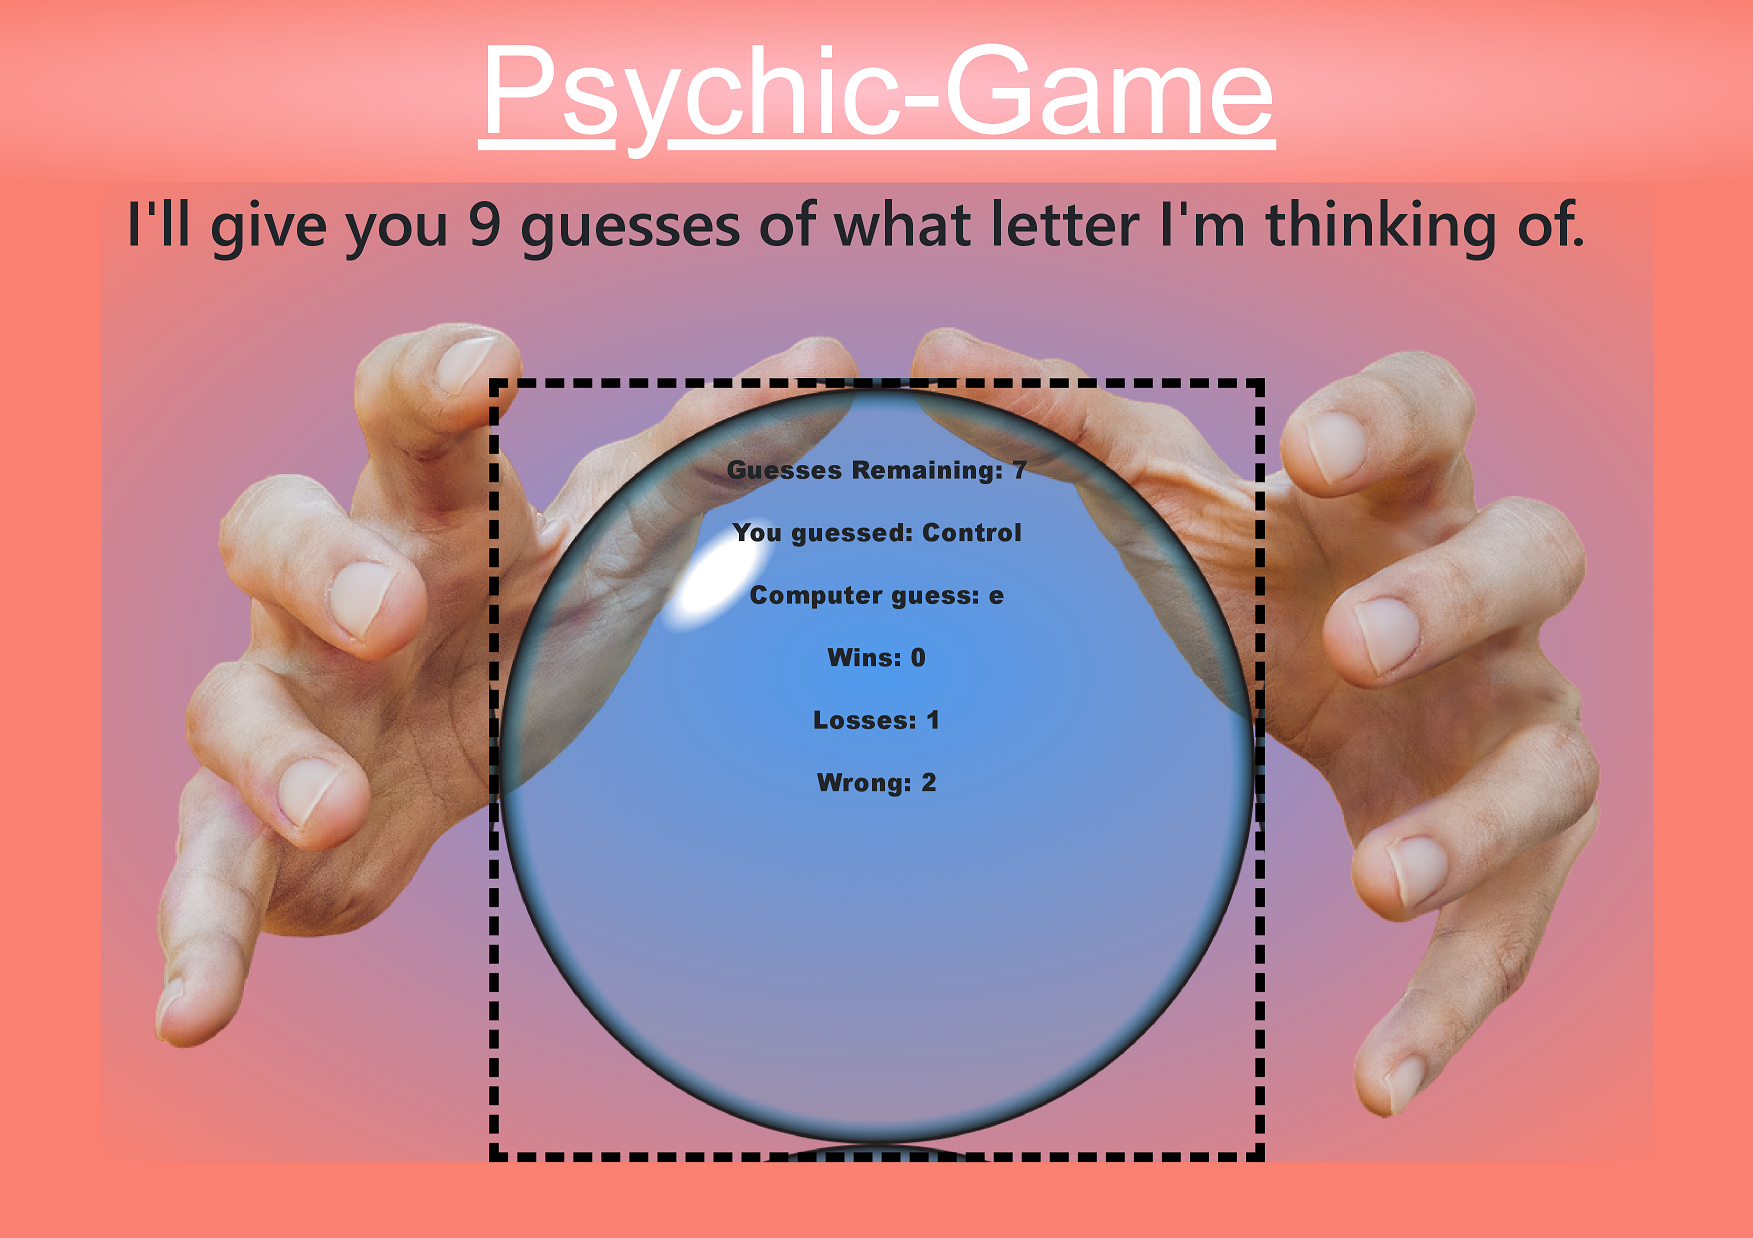 Psychic-Game
I'll give you 9 guesses of what letter I'm thinking of.
Guesses Remaining: 7
You guessed: Control
Computer guess: e
Wins: 0
Losses: 1
Wrong: 2